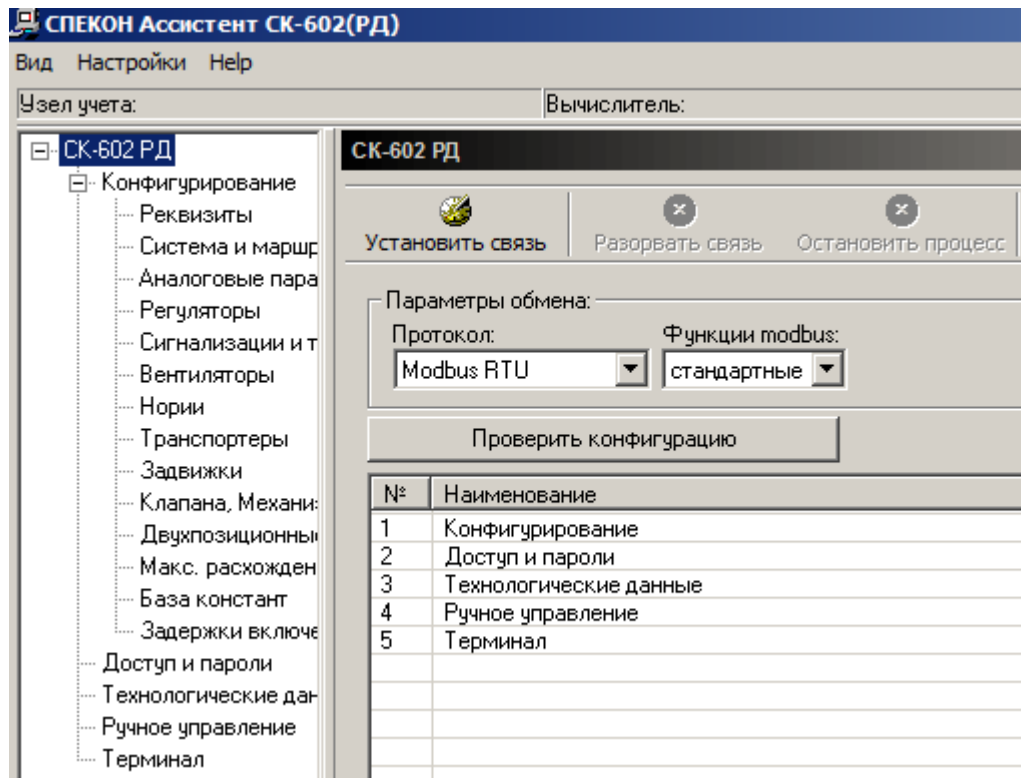 СПЕКОН Ассистент СК-602(РД)
Вид Настройки Help
Узел учета: Вычислитель:
СК-602 РД
Конфигурирование
Реквизиты
Система и маршр
Аналоговые пара
Регуляторы
Сигнализации и т
Вентиляторы
Нории
Транспортеры
Задвижки
Клапана, Механи
Двухпозиционны
Макс. расхожден
База констант
Задержки включе
Доступ и пароли
Технологические дан
Ручное управление
Терминал
СК-602 РД
Установить связь Разорвать связь Остановить процесс
Параметры обмена:
Протокол: Функции modbus:
Modbus RTU стандартные
Проверить конфигурацию
№ Наименование
1 Конфигурирование
2 Доступ и пароли
3 Технологические данные
4 Ручное управление
5 Терминал